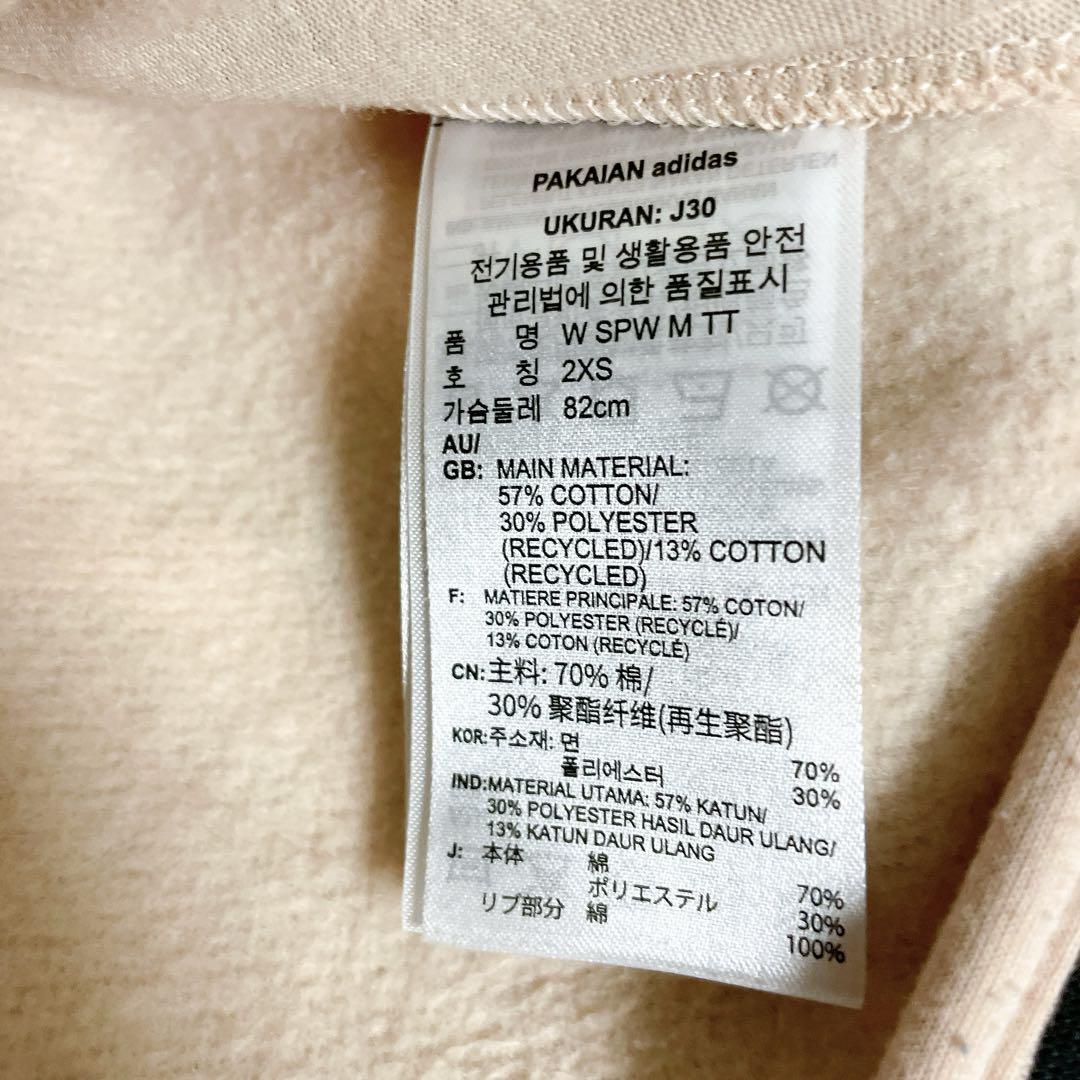 PAKAIAN adidas
UKURAN: J30
전기용품 및 생활용품 안전
관리법에 의한 품질표시
품 명 W SPW M TT
호 칭 2XS
가슴둘레 82cm
AU/
GB: MAIN MATERIAL:
57% COTTON/
30% POLYESTER
(RECYCLED)/13% COTTON
(RECYCLED)
F: MATIERE PRINCIPALE: 57% COTON/
30% POLYESTER (RECYCLÉ)/
13% COTON (RECYCLÉ)
CN: 主料: 70% 棉/
30% 聚酯纤维(再生聚酯)
KOR: 주소재: 면 70%
폴리에스터 30%
IND: MATERIAL UTAMA: 57% KATUN/
30% POLYESTER HASIL DAUR ULANG/
13% KATUN DAUR ULANG
J: 本体 綿 70%
ポリエステル 30%
リブ部分 綿 100%